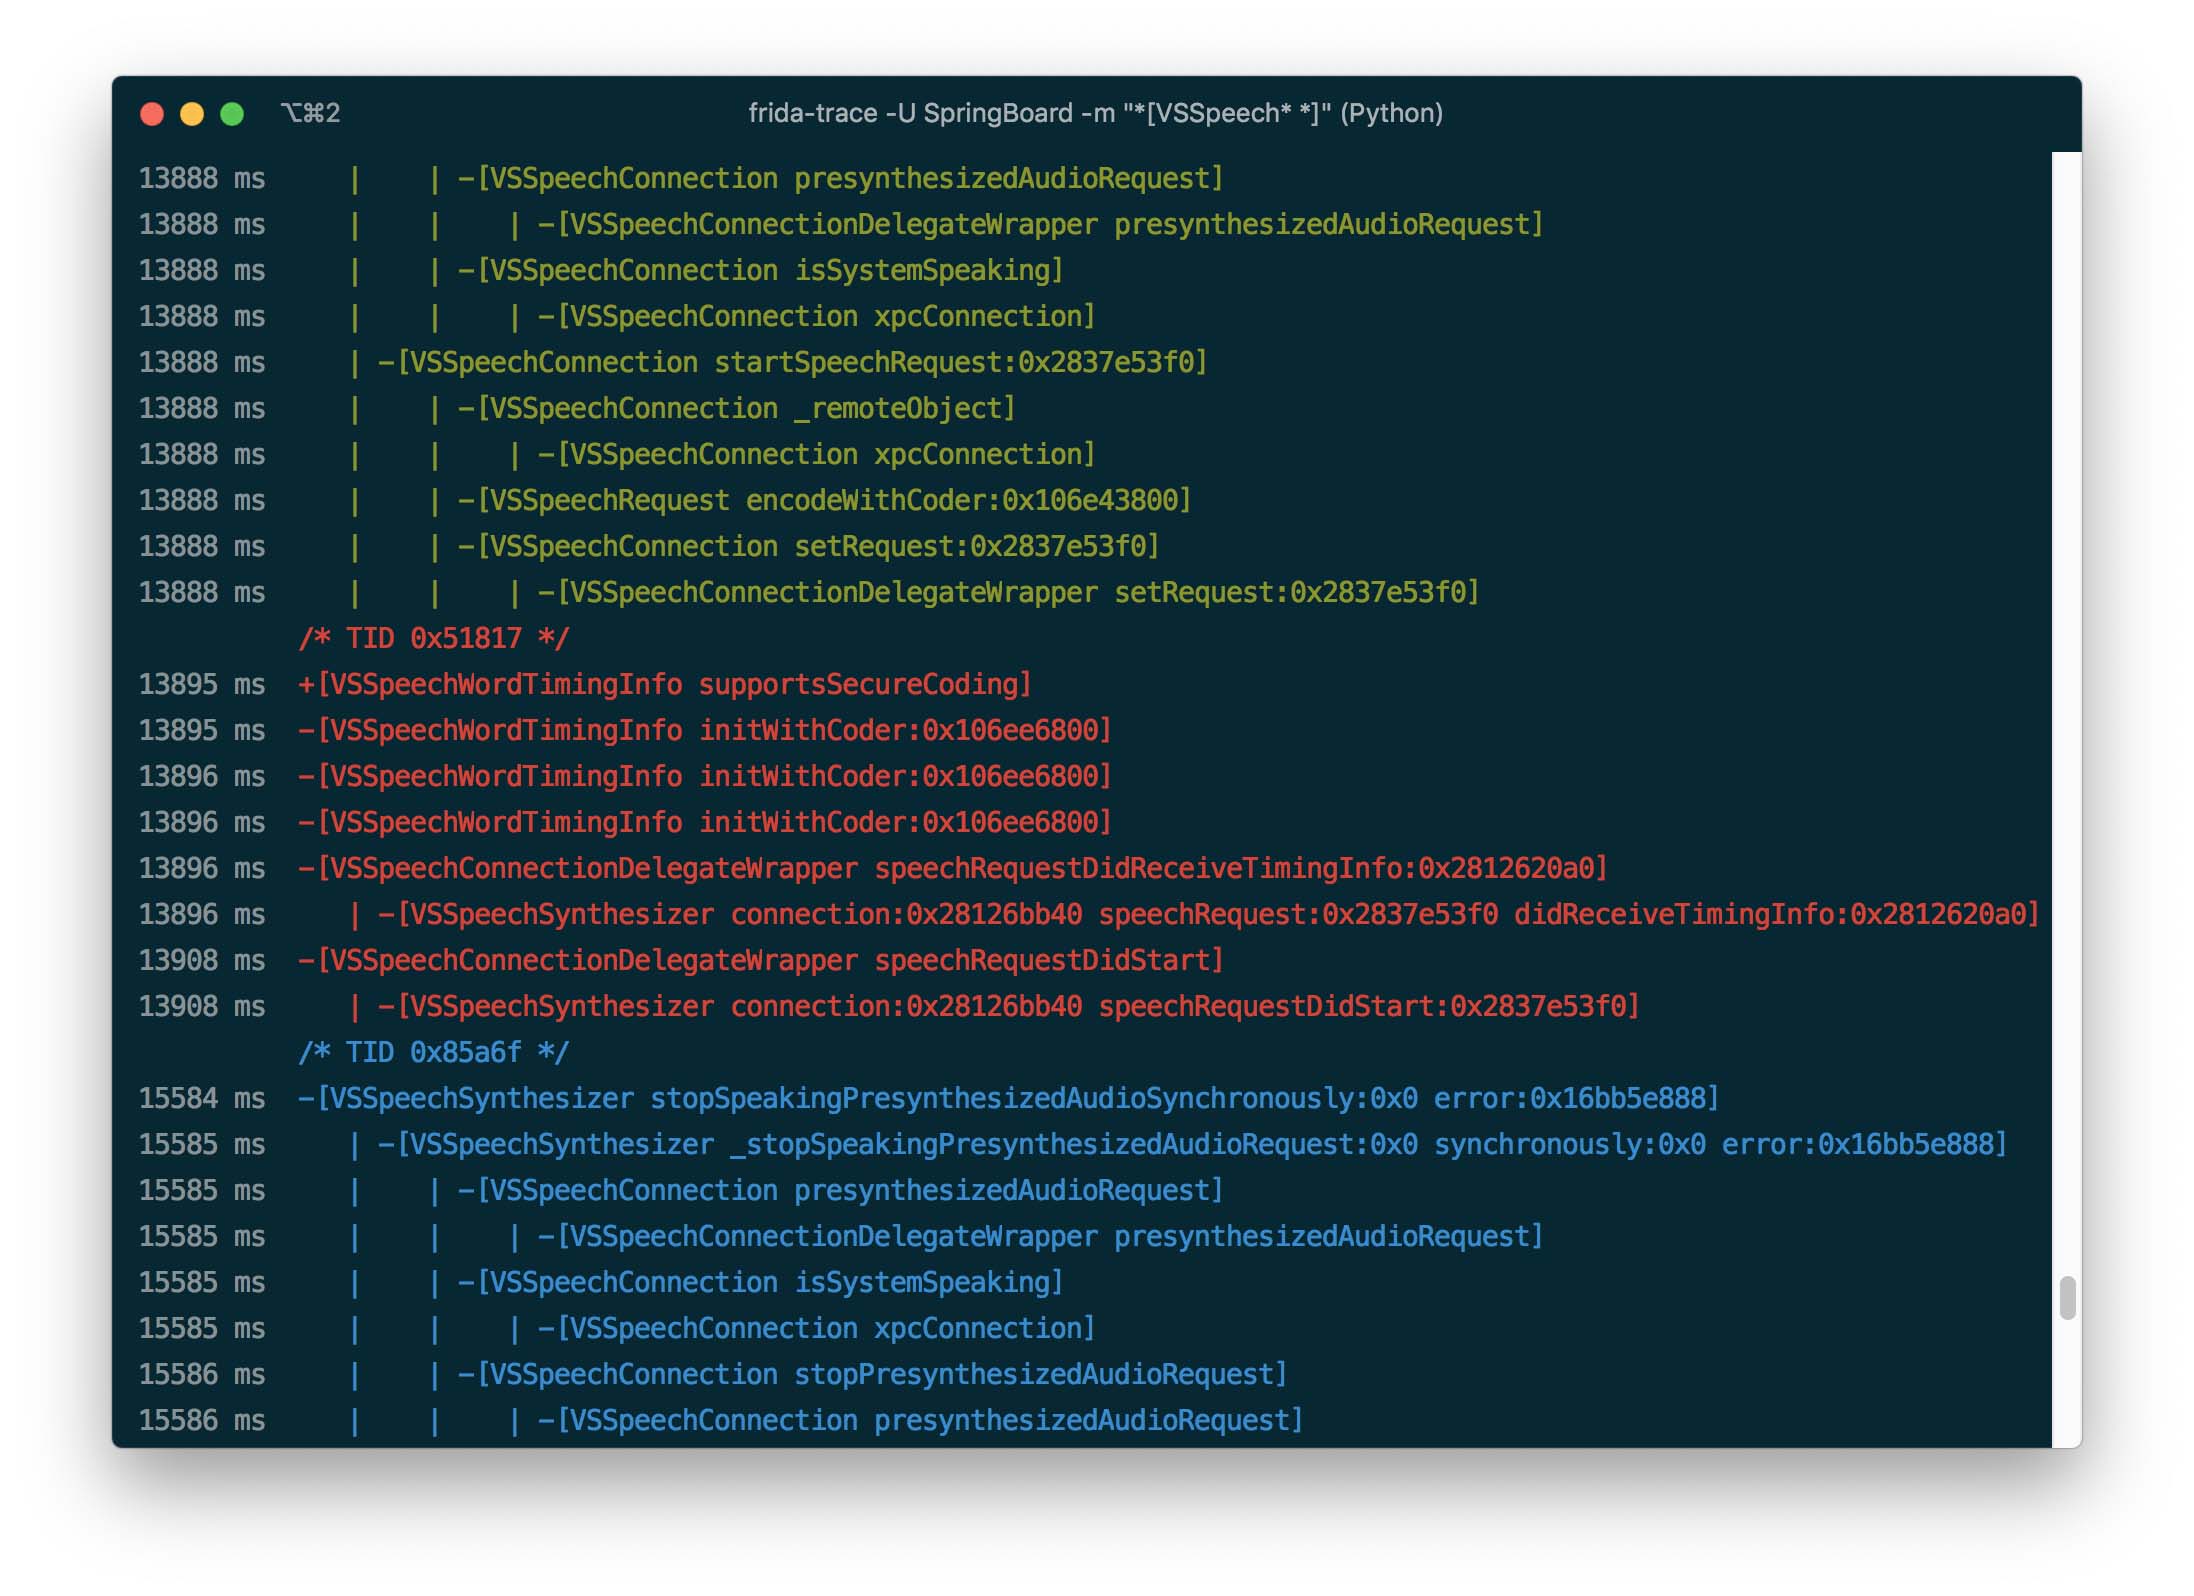 ⌥⌘2 frida-trace -U SpringBoard -m "*[VSSpeech* *]" (Python)
13888 ms     |    | -[VSSpeechConnection presynthesizedAudioRequest]
13888 ms     |    |    | -[VSSpeechConnectionDelegateWrapper presynthesizedAudioRequest]
13888 ms     |    | -[VSSpeechConnection isSystemSpeaking]
13888 ms     |    |    | -[VSSpeechConnection xpcConnection]
13888 ms     | -[VSSpeechConnection startSpeechRequest:0x2837e53f0]
13888 ms     |    | -[VSSpeechConnection _remoteObject]
13888 ms     |    |    | -[VSSpeechConnection xpcConnection]
13888 ms     |    | -[VSSpeechRequest encodeWithCoder:0x106e43800]
13888 ms     |    | -[VSSpeechConnection setRequest:0x2837e53f0]
13888 ms     |    |    | -[VSSpeechConnectionDelegateWrapper setRequest:0x2837e53f0]
/* TID 0x51817 */
13895 ms  +[VSSpeechWordTimingInfo supportsSecureCoding]
13895 ms  -[VSSpeechWordTimingInfo initWithCoder:0x106ee6800]
13896 ms  -[VSSpeechWordTimingInfo initWithCoder:0x106ee6800]
13896 ms  -[VSSpeechWordTimingInfo initWithCoder:0x106ee6800]
13896 ms  -[VSSpeechConnectionDelegateWrapper speechRequestDidReceiveTimingInfo:0x2812620a0]
13896 ms     | -[VSSpeechSynthesizer connection:0x28126bb40 speechRequest:0x2837e53f0 didReceiveTimingInfo:0x2812620a0]
13908 ms  -[VSSpeechConnectionDelegateWrapper speechRequestDidStart]
13908 ms     | -[VSSpeechSynthesizer connection:0x28126bb40 speechRequestDidStart:0x2837e53f0]
/* TID 0x85a6f */
15584 ms  -[VSSpeechSynthesizer stopSpeakingPresynthesizedAudioSynchronously:0x0 error:0x16bb5e888]
15585 ms     | -[VSSpeechSynthesizer _stopSpeakingPresynthesizedAudioRequest:0x0 synchronously:0x0 error:0x16bb5e888]
15585 ms     |    | -[VSSpeechConnection presynthesizedAudioRequest]
15585 ms     |    |    | -[VSSpeechConnectionDelegateWrapper presynthesizedAudioRequest]
15585 ms     |    | -[VSSpeechConnection isSystemSpeaking]
15585 ms     |    |    | -[VSSpeechConnection xpcConnection]
15586 ms     |    | -[VSSpeechConnection stopPresynthesizedAudioRequest]
15586 ms     |    |    | -[VSSpeechConnection presynthesizedAudioRequest]